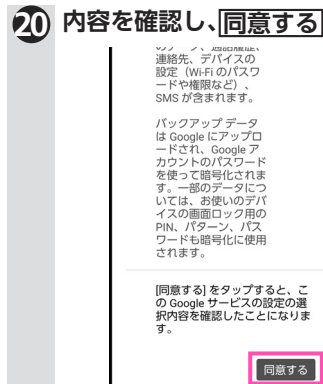 20 内容を確認し、同意する
連絡先、デバイスの
設定（Wi-Fi のパスワ
ードや権限など）、
SMS が含まれます。
バックアップ データ
は Google にアップロ
ードされ、Google ア
カウントのパスワード
を使って暗号化されま
す。一部のデータにつ
いては、お使いのデバ
イスの画面ロック用の
PIN、パターン、パス
ワードも暗号化に使用
されます。
[同意する] をタップすると、こ
の Google サービスの設定の選
択内容を確認したことになりま
す。
同意する